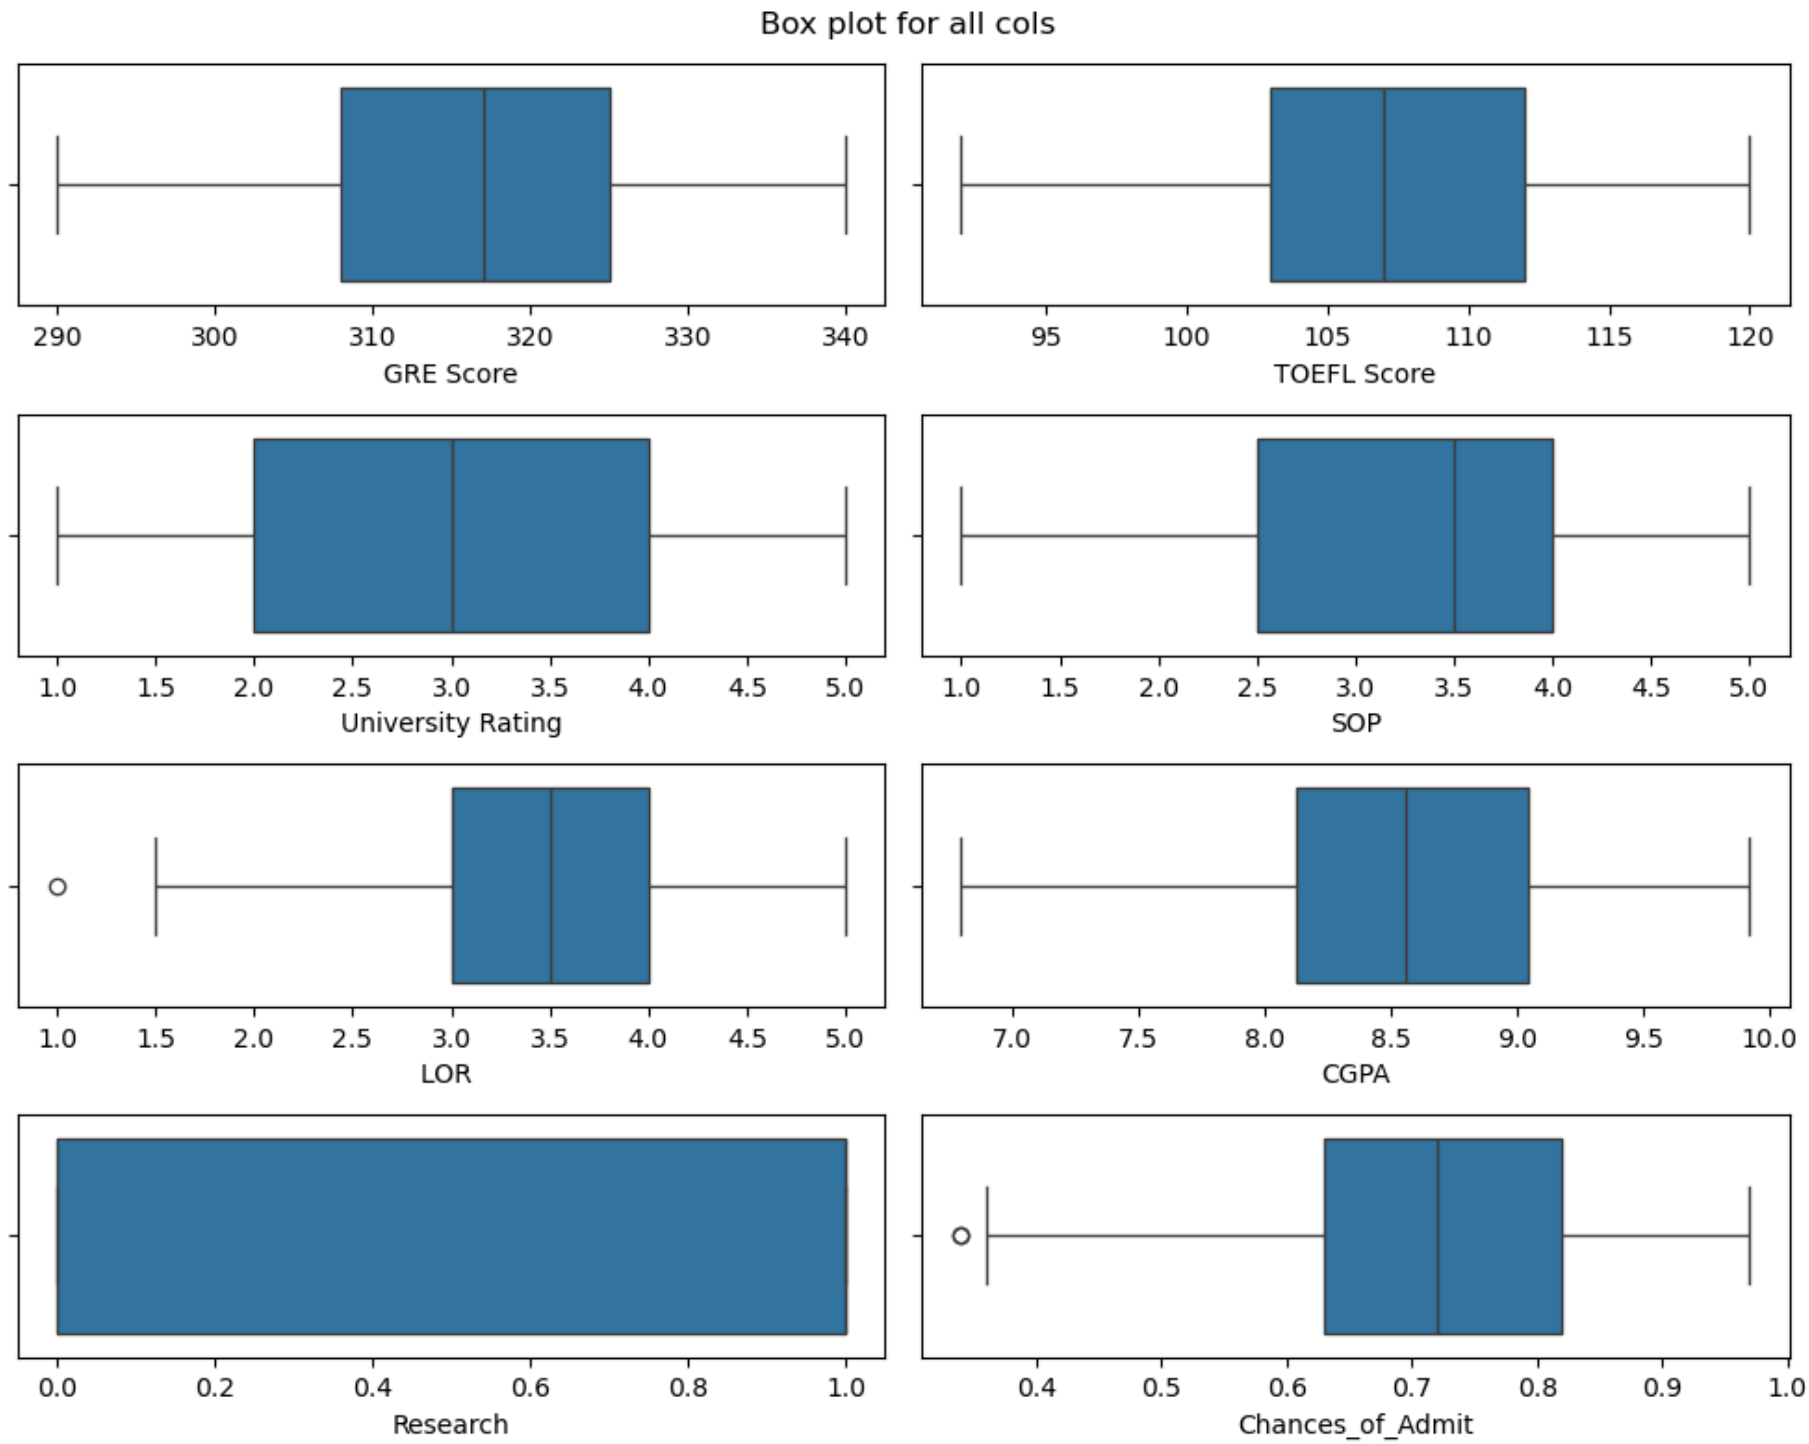 Box plot for all cols
290 300 310 320 330 340
GRE Score
95 100 105 110 115 120
TOEFL Score
1.0 1.5 2.0 2.5 3.0 3.5 4.0 4.5 5.0
University Rating
1.0 1.5 2.0 2.5 3.0 3.5 4.0 4.5 5.0
SOP
1.0 1.5 2.0 2.5 3.0 3.5 4.0 4.5 5.0
LOR
7.0 7.5 8.0 8.5 9.0 9.5 10.0
CGPA
0.0 0.2 0.4 0.6 0.8 1.0
Research
0.4 0.5 0.6 0.7 0.8 0.9 1.0
Chances_of_Admit